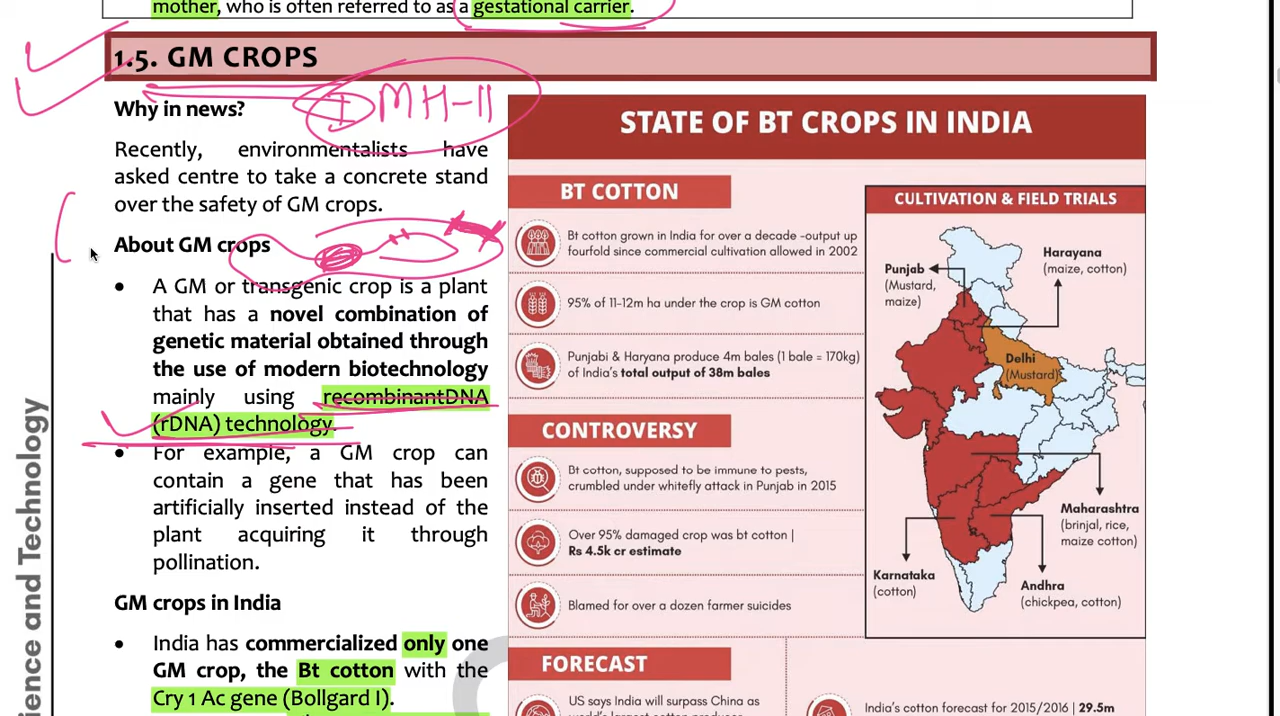 mother, who is often referred to as a gestational carrier.
1.5. GM CROPS
Why in news?
MH-11
Recently, environmentalists have
asked centre to take a concrete stand
over the safety of GM crops.
About GM crops
A GM or transgenic crop is a plant
that has a novel combination of
genetic material obtained through
the use of modern biotechnology
mainly using recombinantDNA
(rDNA) technology.
For example, a GM crop can
contain a gene that has been
artificially inserted instead of the
plant acquiring it through
pollination.
GM crops in India
India has commercialized only one
GM crop, the Bt cotton with the
Cry 1 Ac gene (Bollgard I).
STATE OF BT CROPS IN INDIA
BT COTTON
Bt cotton grown in India for over a decade –output up
fourfold since commercial cultivation allowed in 2002
95% of 11-12m ha under the crop is GM cotton
Punjabi & Haryana produce 4m bales (1 bale = 170kg)
of India's total output of 38m bales
CONTROVERSY
Bt cotton, supposed to be immune to pests,
crumbled under whitefly attack in Punjab in 2015
Over 95% damaged crop was bt cotton |
Rs 4.5k cr estimate
Blamed for over a dozen farmer suicides
FORECAST
US says India will surpass China as
India's cotton forecast for 2015/2016 | 29.5m
CULTIVATION & FIELD TRIALS
Harayana
(maize, cotton)
Punjab
(Mustard,
maize)
Delhi
(Mustard)
Maharashtra
(brinjal, rice,
maize cotton)
Karnataka
(cotton)
Andhra
(chickpea, cotton)
ience and Technology